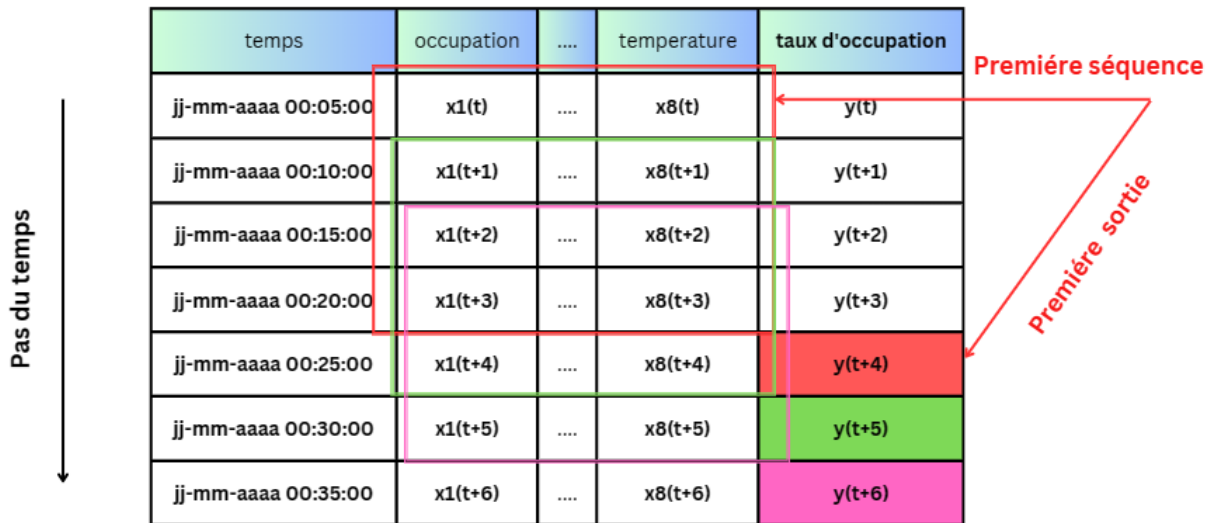 temps occupation .... temperature taux d'occupation
Premiére séquence
jj-mm-aaaa 00:05:00 x1(t) .... x8(t) y(t)
jj-mm-aaaa 00:10:00 x1(t+1) .... x8(t+1) y(t+1)
jj-mm-aaaa 00:15:00 x1(t+2) .... x8(t+2) y(t+2)
jj-mm-aaaa 00:20:00 x1(t+3) .... x8(t+3) y(t+3)
jj-mm-aaaa 00:25:00 x1(t+4) .... x8(t+4) y(t+4)
jj-mm-aaaa 00:30:00 x1(t+5) .... x8(t+5) y(t+5)
jj-mm-aaaa 00:35:00 x1(t+6) .... x8(t+6) y(t+6)
Pas du temps
Premiére sortie